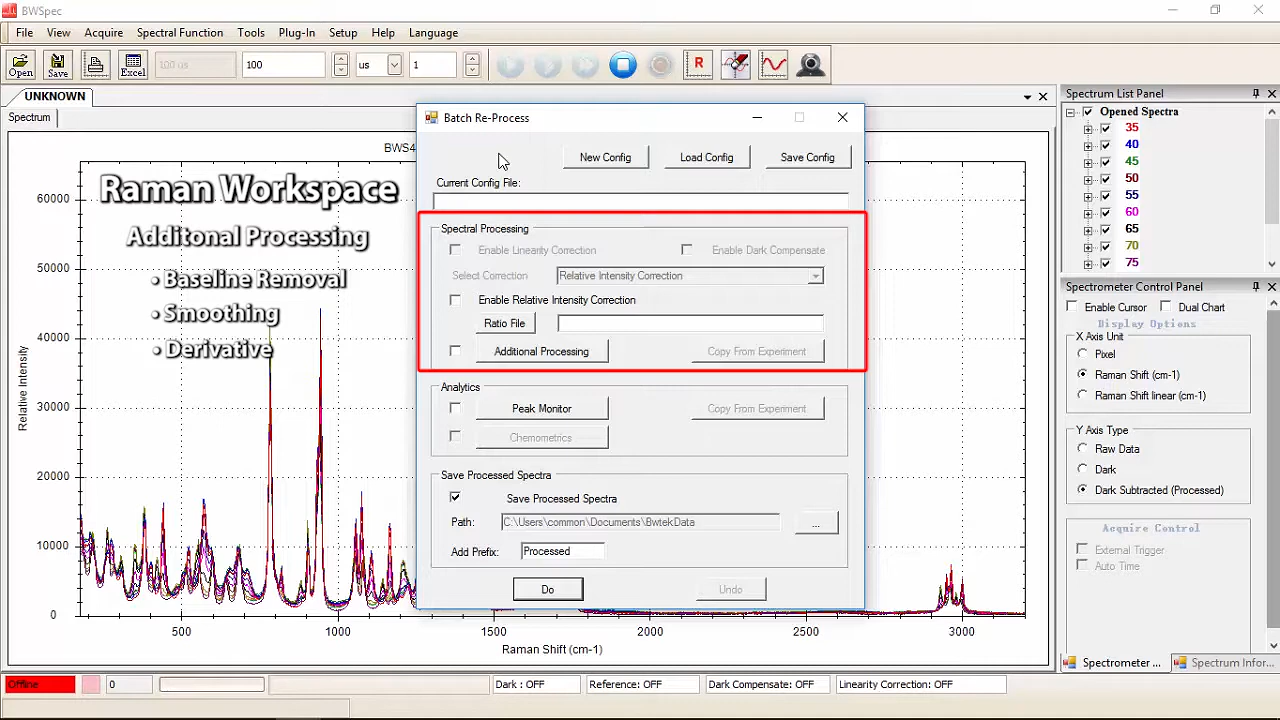 BWSpec
File View Acquire Spectral Function Tools Plug-In Setup Help Language
Open Save Excel 100 us 100 us 1 R
UNKNOWN
Spectrum
BWS4
60000
50000
40000
30000
20000
10000
0
Relative Intensity
500 1000 1500 2000 2500 3000
Raman Shift (cm-1)
Raman Workspace
Additonal Processing
• Baseline Removal
• Smoothing
• Derivative
Batch Re-Process
New Config Load Config Save Config
Current Config File:
Spectral Processing
Enable Linearity Correction Enable Dark Compensate
Select Correction Relative Intensity Correction
Enable Relative Intensity Correction
Ratio File
Additional Processing Copy From Experiment
Analytics
Peak Monitor Copy From Experiment
Chemometrics
Save Processed Spectra
Save Processed Spectra
Path: C:\Users\common\Documents\BwtekData ...
Add Prefix: Processed
Do Undo
Spectrum List Panel
Opened Spectra
35
40
45
50
55
60
65
70
75
Spectrometer Control Panel
Enable Cursor Dual Chart
Display Options
X Axis Unit
Pixel
Raman Shift (cm-1)
Raman Shift linear (cm-1)
Y Axis Type
Raw Data
Dark
Dark Subtracted (Processed)
Acquire Control
External Trigger
Auto Time
Spectrometer ... Spectrum Infor...
Offline 0 Dark : OFF Reference: OFF Dark Compensate: OFF Linearity Correction: OFF